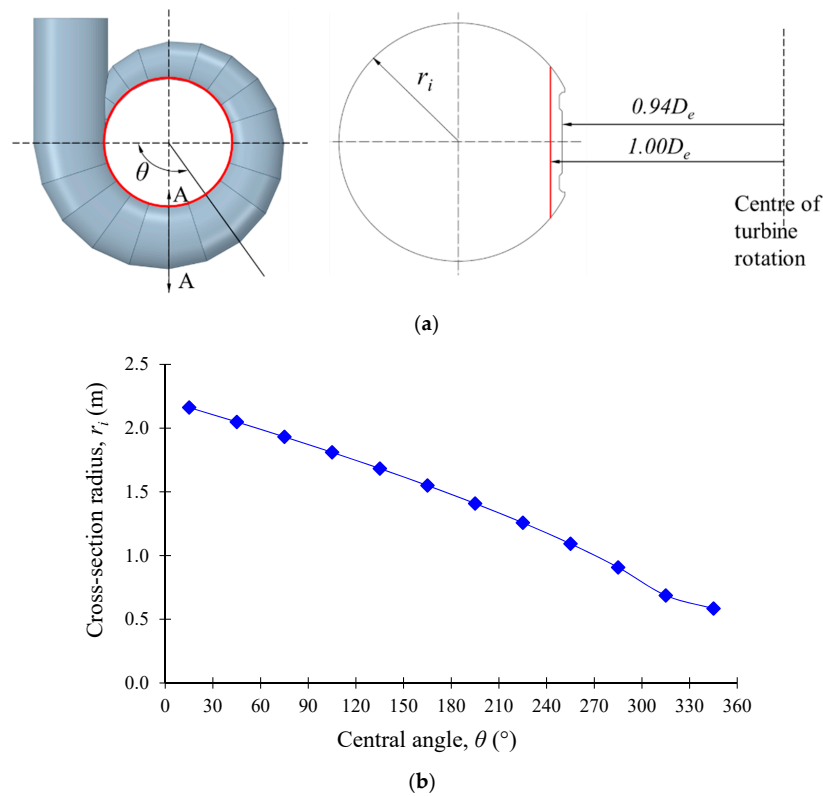 θ
A
A
r_i
0.94D_e
1.00D_e
Centre of
turbine
rotation
(a)
Cross-section radius, r_i (m)
2.5
2.0
1.5
1.0
0.5
0.0
0 30 60 90 120 150 180 210 240 270 300 330 360
Central angle, θ (°)
(b)